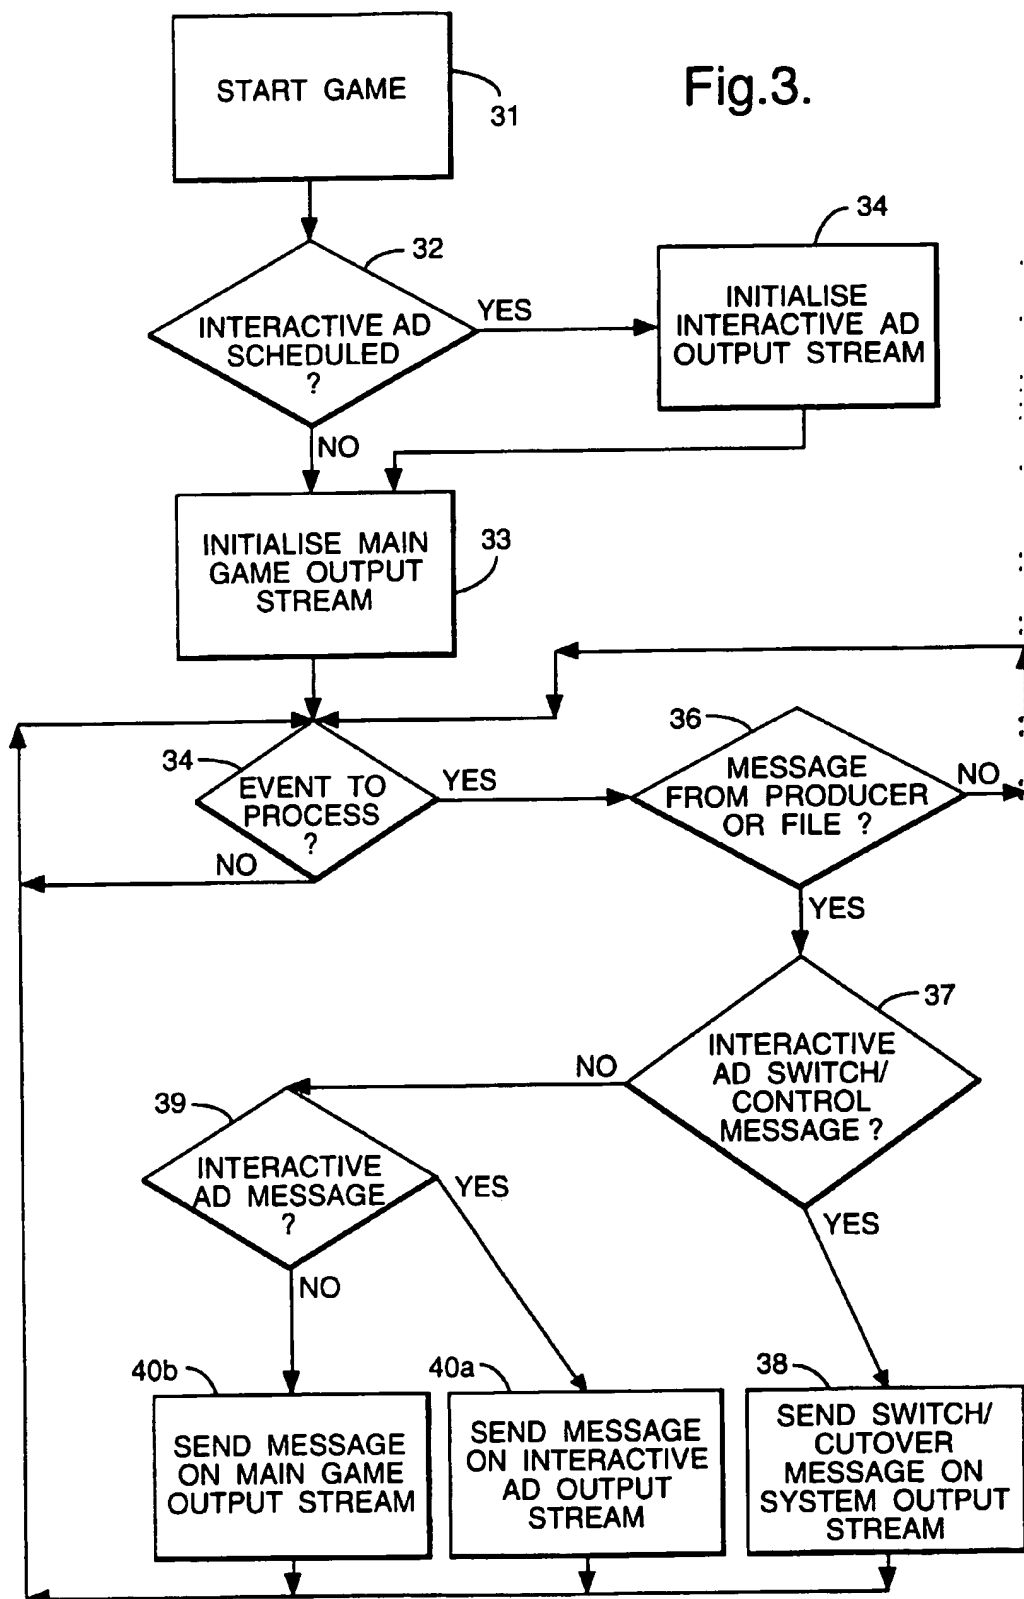 START GAME
31
Fig.3.
32
INTERACTIVE AD
SCHEDULED
?
YES
34
INITIALISE
INTERACTIVE AD
OUTPUT STREAM
NO
INITIALISE MAIN
GAME OUTPUT
STREAM
33
34
EVENT TO
PROCESS
?
YES
NO
36
MESSAGE
FROM PRODUCER
OR FILE ?
NO
YES
37
INTERACTIVE
AD SWITCH/
CONTROL
MESSAGE ?
NO
YES
39
INTERACTIVE
AD MESSAGE
?
YES
NO
40b
SEND MESSAGE
ON MAIN GAME
OUTPUT STREAM
40a
SEND MESSAGE
ON INTERACTIVE
AD OUTPUT
STREAM
38
SEND SWITCH/
CUTOVER
MESSAGE ON
SYSTEM OUTPUT
STREAM